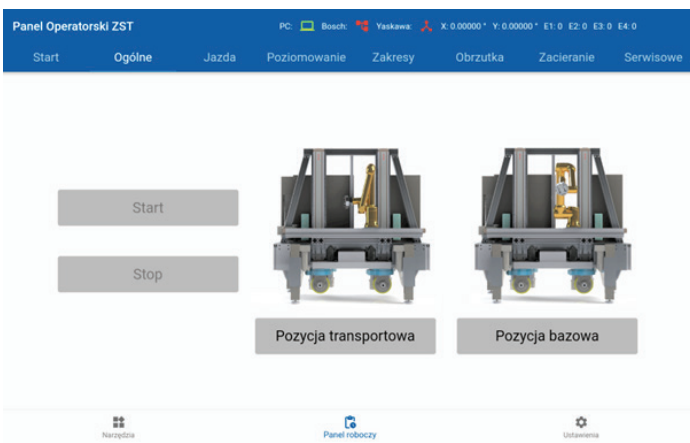 Panel Operatorski ZST PC: Bosch: Yaskawa: X: 0.00000 ° Y: 0.00000 ° E1: 0 E2: 0 E3: 0 E4: 0
Start Ogólne Jazda Poziomowanie Zakresy Obrzutka Zacieranie Serwisowe
Start
Stop
Pozycja transportowa Pozycja bazowa
Narzędzia Panel roboczy Ustawienia